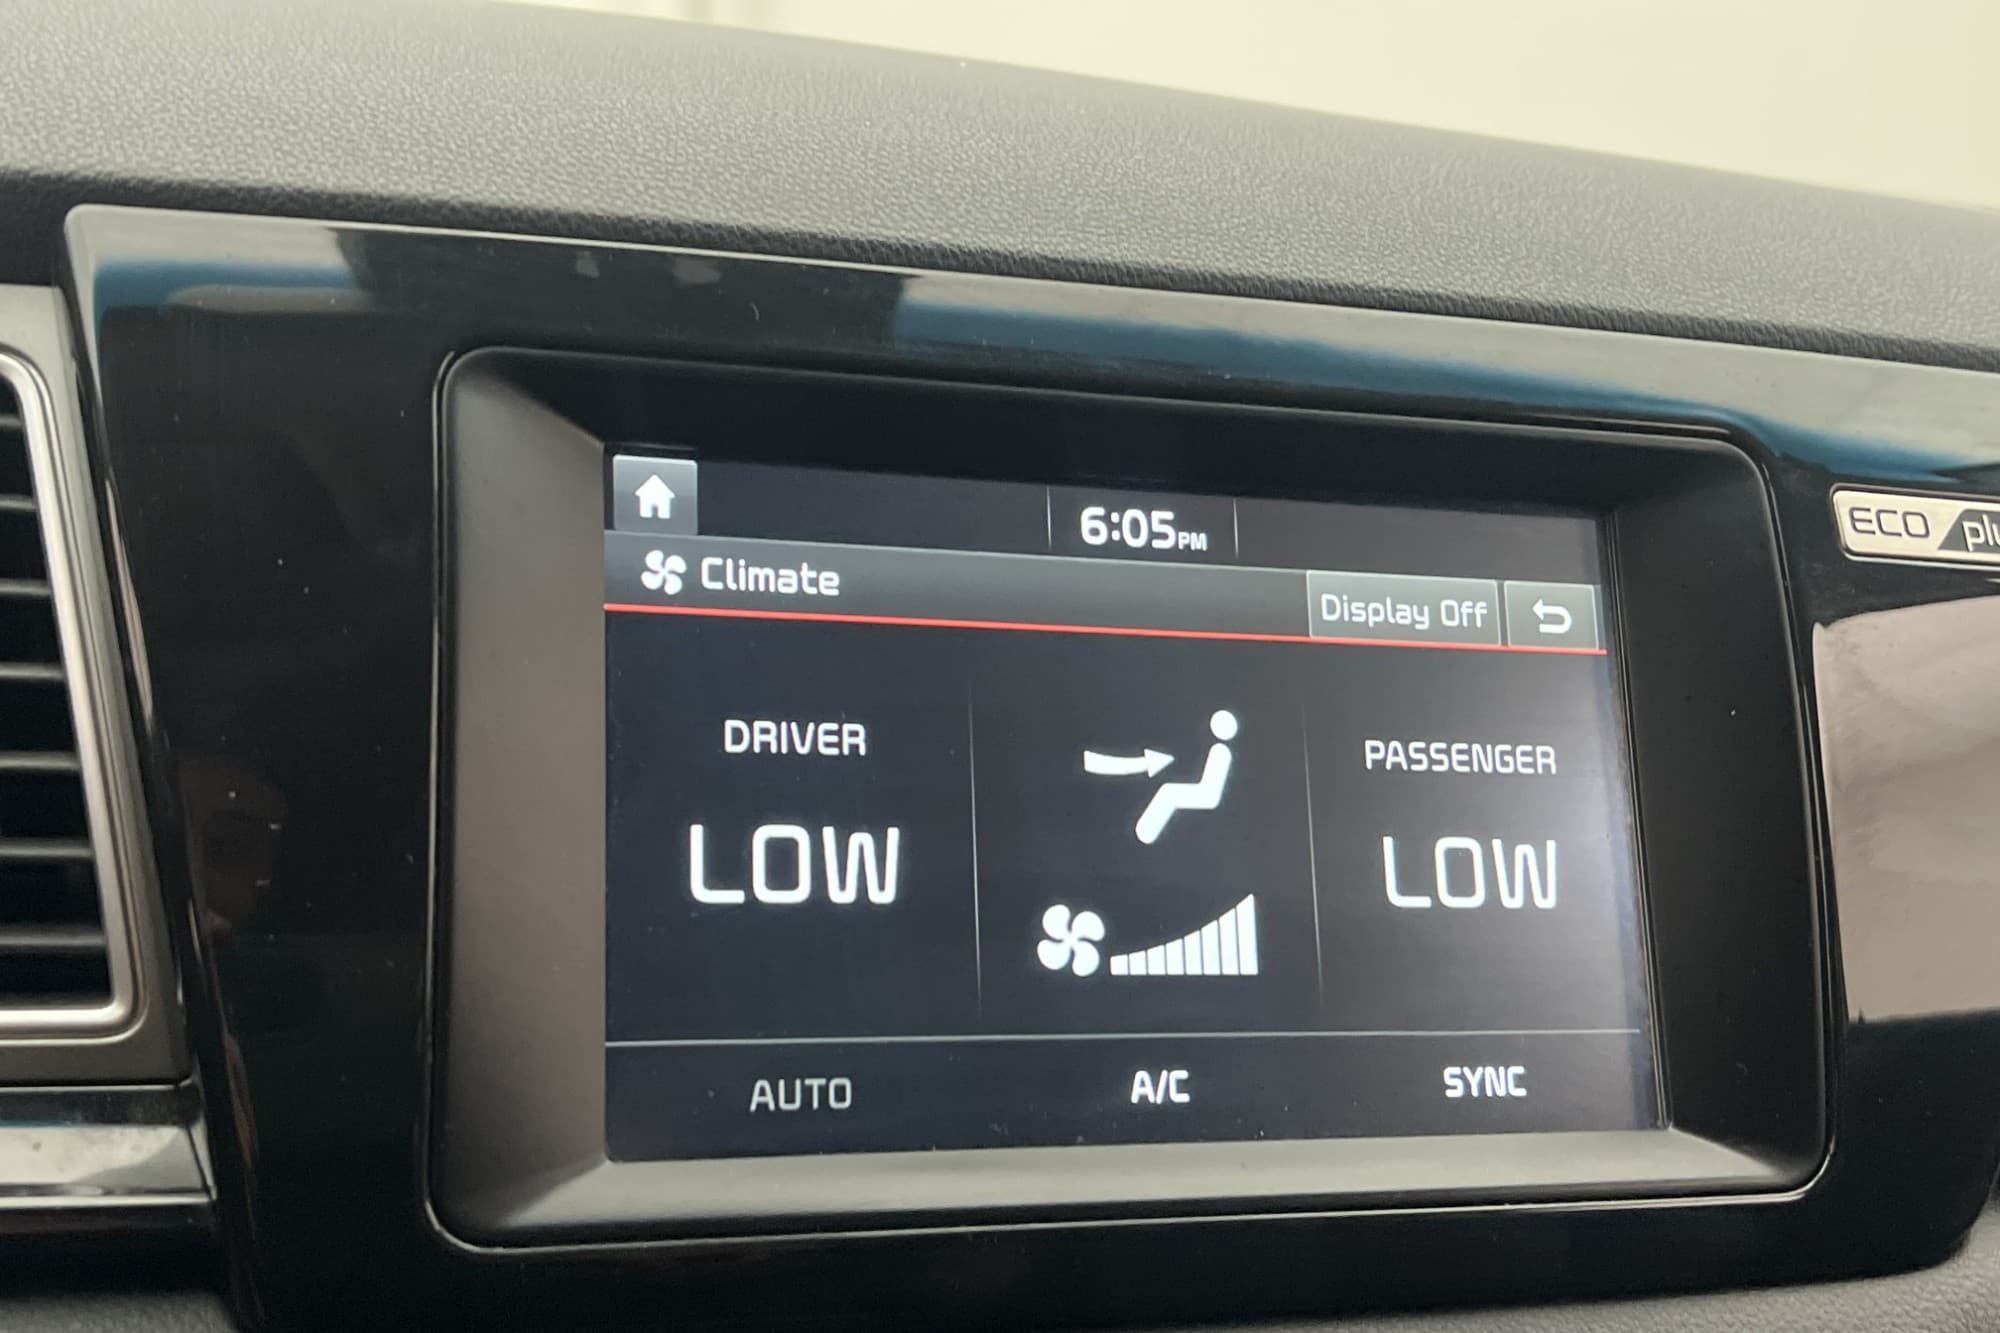 6:05PM
Climate
Display Off
DRIVER
PASSENGER
LOW
LOW
AUTO
A/C
SYNC
ECO